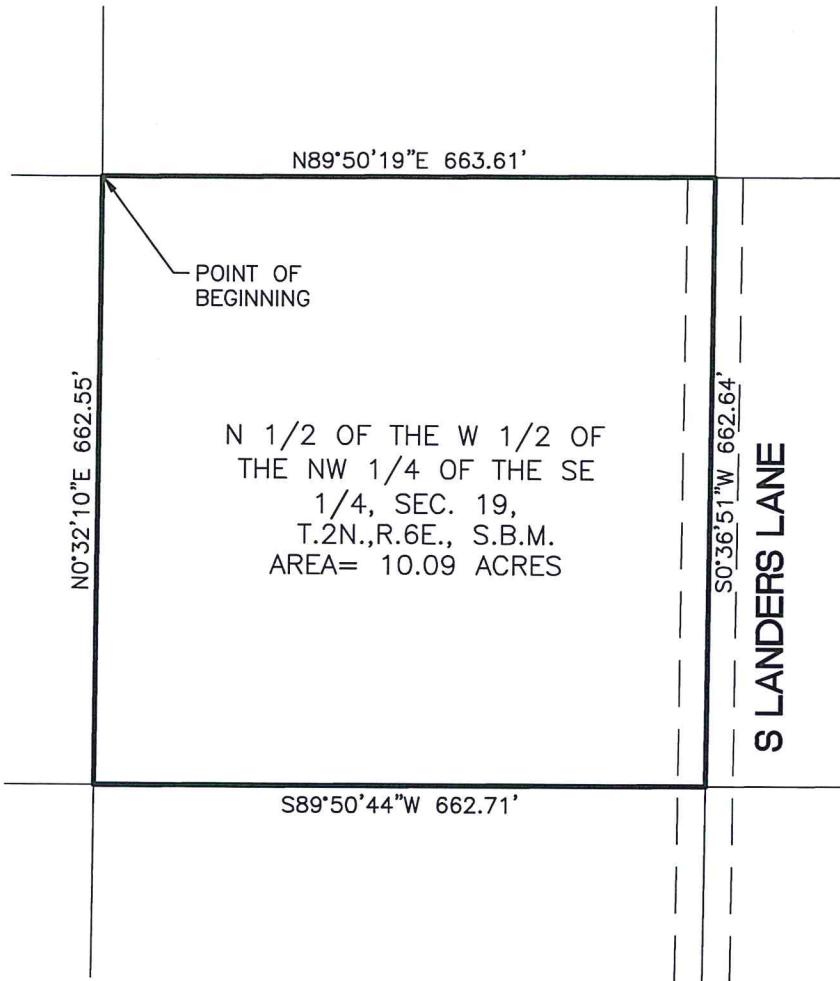 N89°50'19"E 663.61'
POINT OF
BEGINNING
N0°32'10"E 662.55'
N 1/2 OF THE W 1/2 OF
THE NW 1/4 OF THE SE
1/4, SEC. 19,
T.2N.,R.6E., S.B.M.
AREA= 10.09 ACRES
S0°36'51"W 662.64'
S LANDERS LANE
S89°50'44"W 662.71'